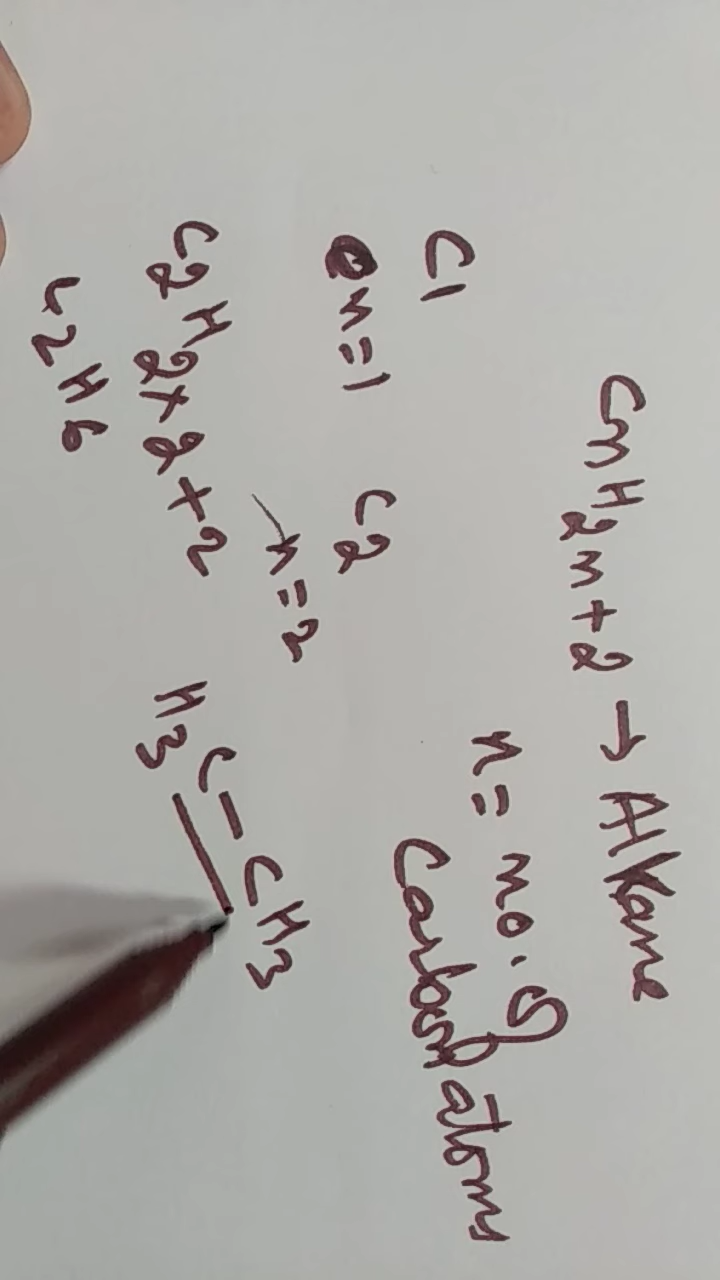 CnH2n+2 → Alkane
n = no. of
Carbon atoms
C1
n=1
C2
n=2
C2H2×2+2
C2H6
H3C-CH3